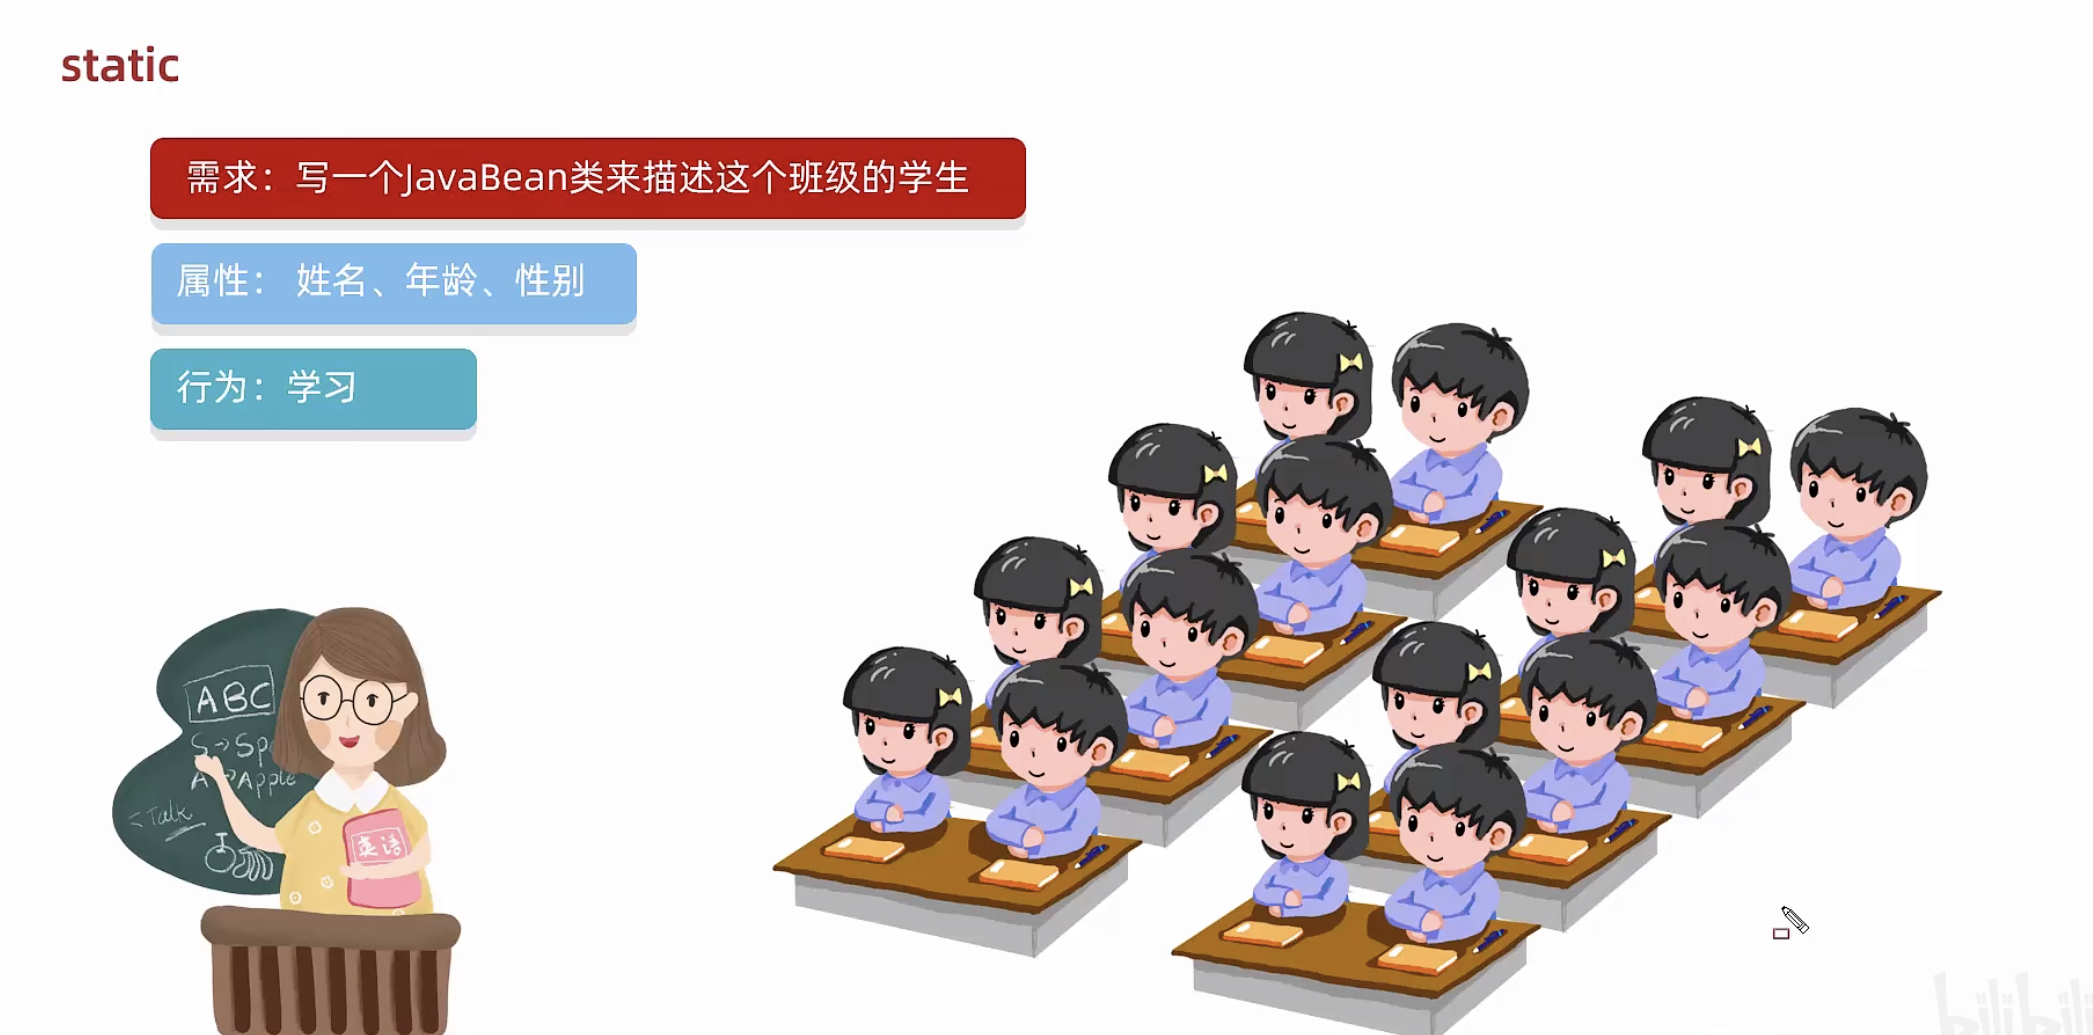 static
需求：写一个JavaBean类来描述这个班级的学生
属性： 姓名、年龄、性别
行为：学习
ABC
S→Sp
A→Apple
Talk
英语
bilibili